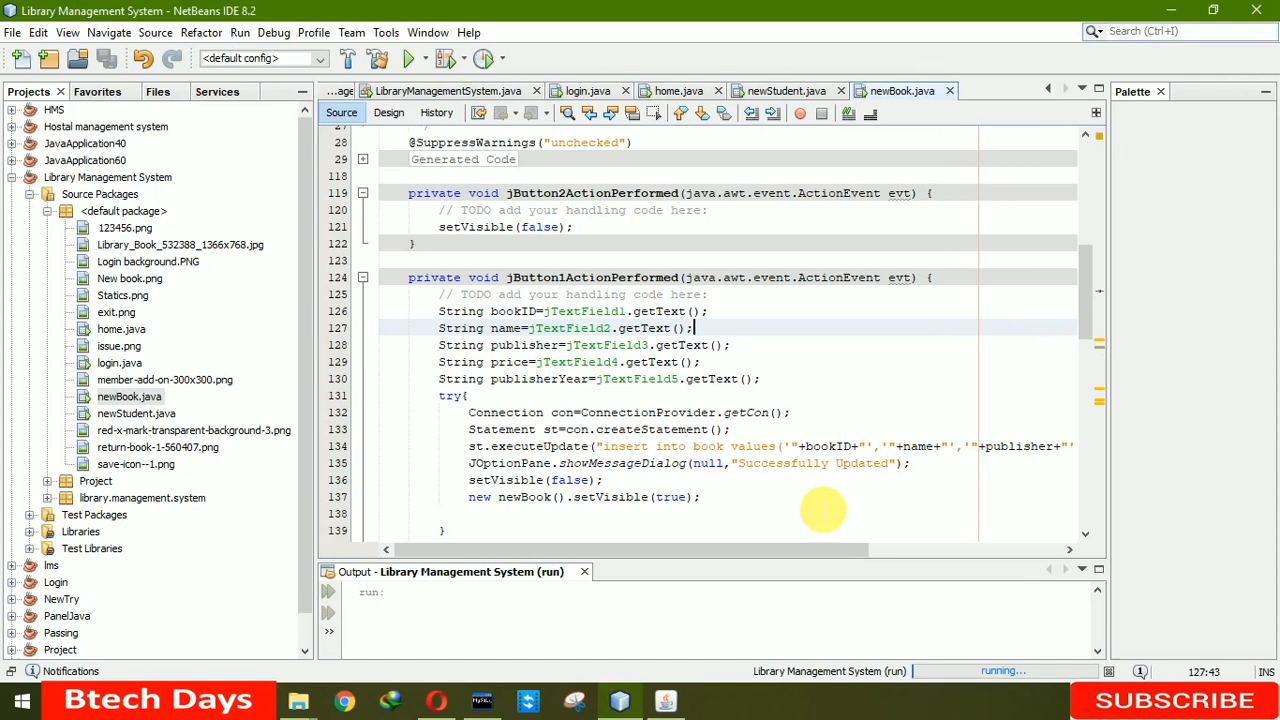 Library Management System - NetBeans IDE 8.2
File Edit View Navigate Source Refactor Run Debug Profile Team Tools Window Help
Search (Ctrl+I)
<default config>
Projects Favorites Files Services
...age LibraryManagementSystem.java login.java home.java newStudent.java newBook.java
Palette
Source Design History
HMS
Hostal management system
JavaApplication40
JavaApplication60
Library Management System
Source Packages
<default package>
123456.png
Library_Book_532388_1366x768.jpg
Login background.PNG
New book.png
Statics.png
exit.png
home.java
issue.png
login.java
member-add-on-300x300.png
newBook.java
newStudent.java
red-x-mark-transparent-background-3.png
return-book-1-560407.png
save-icon--1.png
Project
library.management.system
Test Packages
Libraries
Test Libraries
lms
Login
NewTry
PanelJava
Passing
Project
27
28 @SuppressWarnings("unchecked")
29 Generated Code
118
119 private void jButton2ActionPerformed(java.awt.event.ActionEvent evt) {
120 // TODO add your handling code here:
121 setVisible(false);
122 }
123
124 private void jButton1ActionPerformed(java.awt.event.ActionEvent evt) {
125 // TODO add your handling code here:
126 String bookID=jTextField1.getText();
127 String name=jTextField2.getText();
128 String publisher=jTextField3.getText();
129 String price=jTextField4.getText();
130 String publisherYear=jTextField5.getText();
131 try{
132 Connection con=ConnectionProvider.getCon();
133 Statement st=con.createStatement();
134 st.executeUpdate("insert into book values('"+bookID+"','"+name+"','"+publisher+"'
135 JOptionPane.showMessageDialog(null,"Successfully Updated");
136 setVisible(false);
137 new newBook().setVisible(true);
138
139 }
Output - Library Management System (run)
run:
Notifications
Library Management System (run) running... 1 127:43 INS
Btech Days
MySQL
SUBSCRIBE